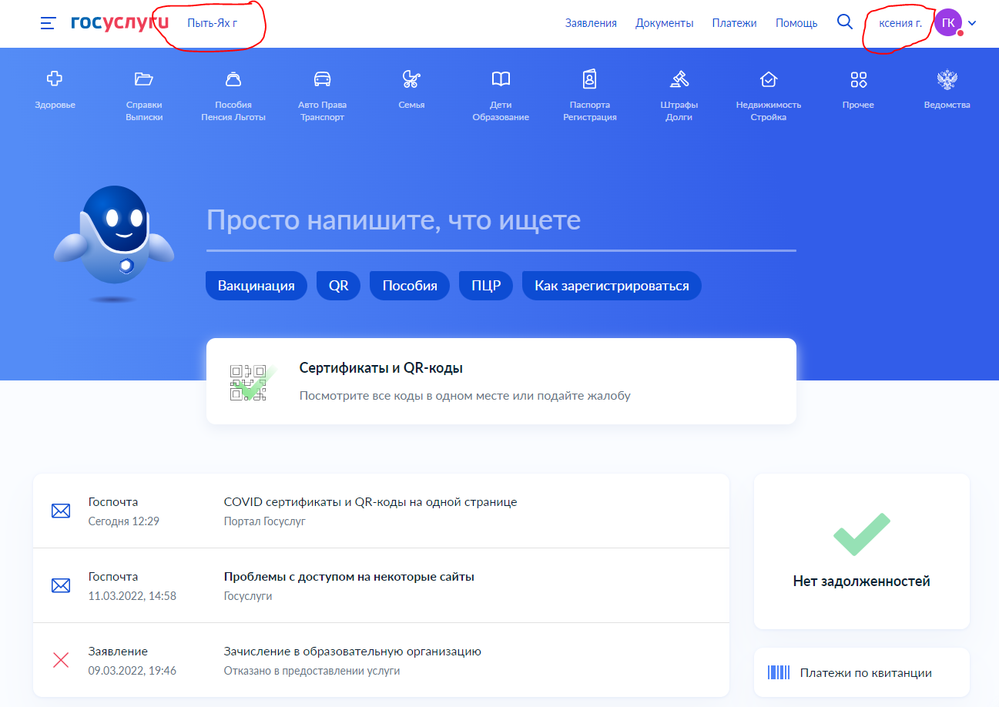 госуслуги Пыть-Ях г Заявления Документы Платежи Помощь ксения г. ГК
Здоровье
Справки
Выписки
Пособия
Пенсия Льготы
Авто Права
Транспорт
Семья
Дети
Образование
Паспорта
Регистрация
Штрафы
Долги
Недвижимость
Стройка
Прочее
Ведомства
Просто напишите, что ищете
Вакцинация QR Пособия ПЦР Как зарегистрироваться
Сертификаты и QR-коды
Посмотрите все коды в одном месте или подайте жалобу
Госпочта COVID сертификаты и QR-коды на одной странице
Сегодня 12:29 Портал Госуслуг
Госпочта Проблемы с доступом на некоторые сайты
11.03.2022, 14:58 Госуслуги
Заявление Зачисление в образовательную организацию
09.03.2022, 19:46 Отказано в предоставлении услуги
Нет задолженностей
Платежи по квитанции